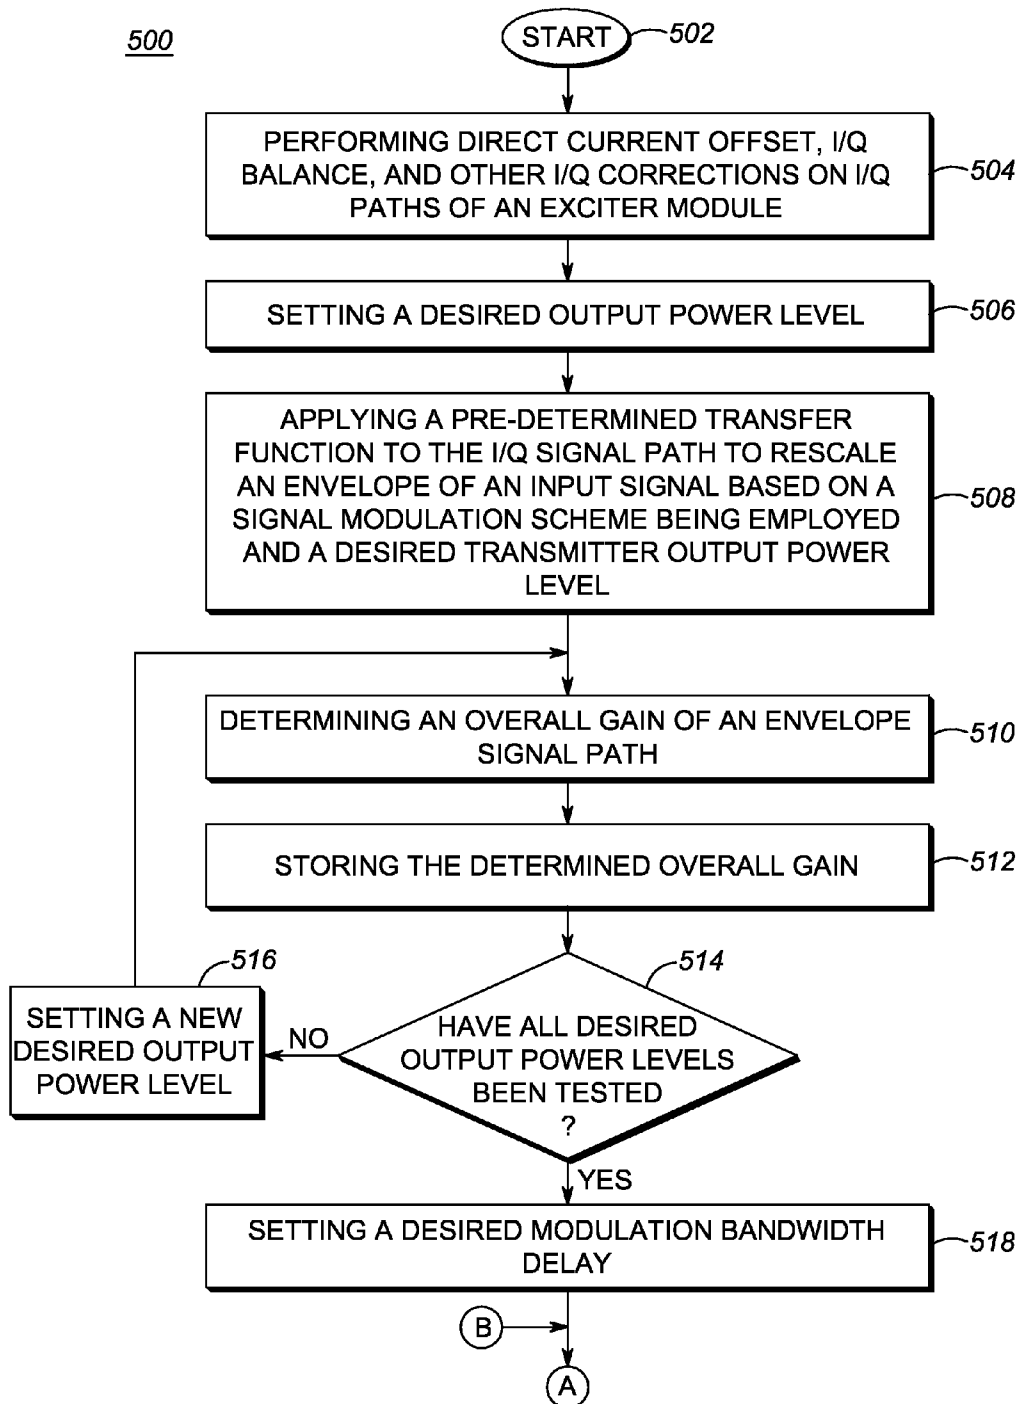 500
START
502
PERFORMING DIRECT CURRENT OFFSET, I/Q
BALANCE, AND OTHER I/Q CORRECTIONS ON I/Q
PATHS OF AN EXCITER MODULE
504
SETTING A DESIRED OUTPUT POWER LEVEL
506
APPLYING A PRE-DETERMINED TRANSFER
FUNCTION TO THE I/Q SIGNAL PATH TO RESCALE
AN ENVELOPE OF AN INPUT SIGNAL BASED ON A
SIGNAL MODULATION SCHEME BEING EMPLOYED
AND A DESIRED TRANSMITTER OUTPUT POWER
LEVEL
508
DETERMINING AN OVERALL GAIN OF AN ENVELOPE
SIGNAL PATH
510
STORING THE DETERMINED OVERALL GAIN
512
516
SETTING A NEW
DESIRED OUTPUT
POWER LEVEL
NO
514
HAVE ALL DESIRED
OUTPUT POWER LEVELS
BEEN TESTED
?
YES
SETTING A DESIRED MODULATION BANDWIDTH
DELAY
518
B
A